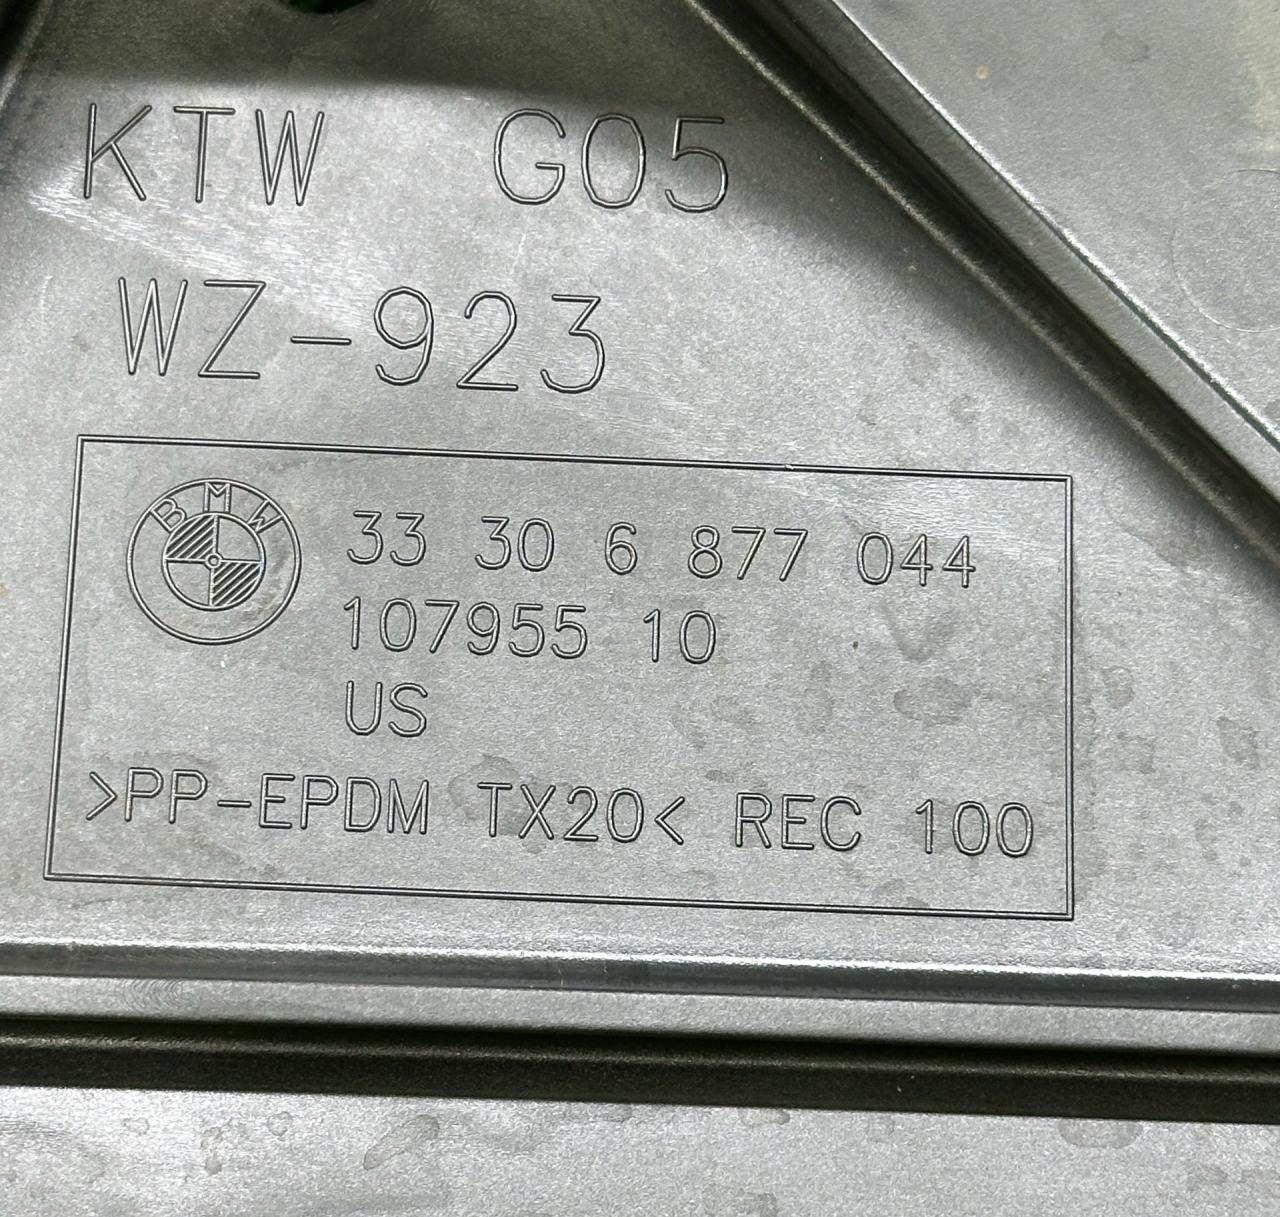 KTW G05
WZ-923
BMW
33 30 6 877 044
107955 10
US
>PP-EPDM TX20< REC 100